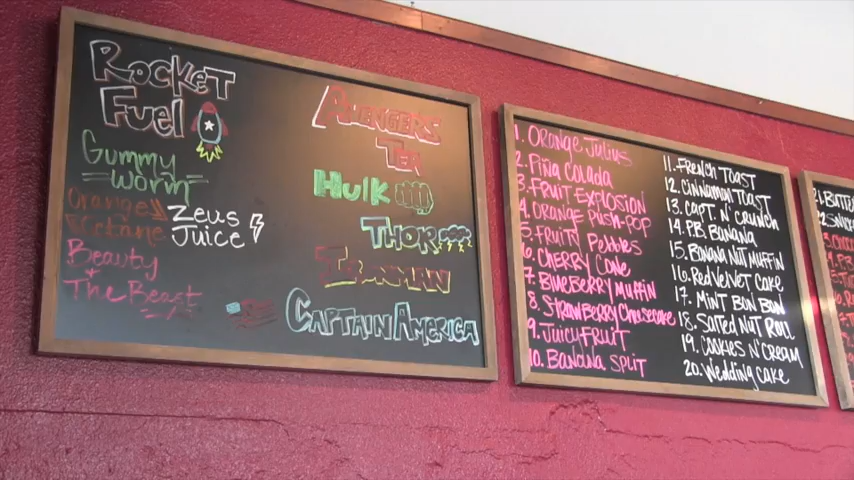 Rocket
Fuel
Gummy
Worm
Orange
Octane
Zeus
Juice
Beauty
+
The Beast
Avengers
Tea
Hulk
Thor
Ironman
Captain America
1. Orange Julius
2. Piña Colada
3. Fruit Explosion
4. Orange Push-pop
5. Fruity Pebbles
6. Cherry Cone
7. Blueberry Muffin
8. Strawberry Cheesecake
9. Juicy Fruit
10. Banana Split
11. French Toast
12. Cinnamon Toast
13. Capt. N' Crunch
14. P.B. Banana
15. Banana Nut Muffin
16. Red Velvet Cake
17. Mint Bon Bon
18. Salted Nut Roll
19. Cookies N' Cream
20. Wedding Cake